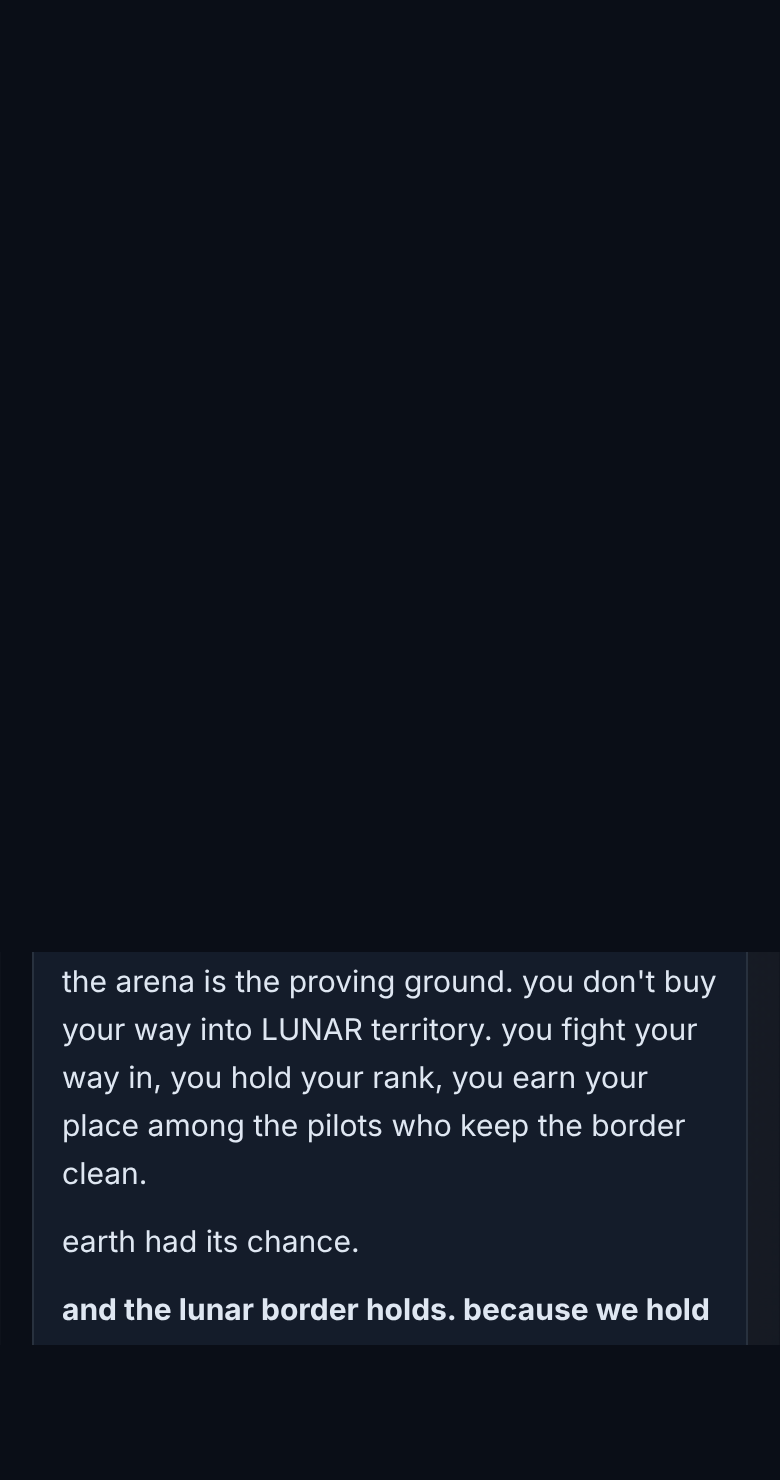 the arena is the proving ground. you don't buy
your way into LUNAR territory. you fight your
way in, you hold your rank, you earn your
place among the pilots who keep the border
clean.
earth had its chance.
and the lunar border holds. because we hold